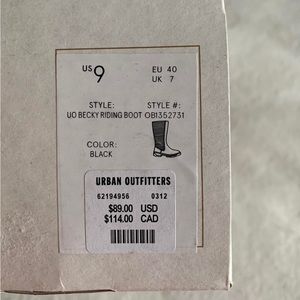 US 9 EU 40
UK 7
STYLE: STYLE #:
UO BECKY RIDING BOOT OB1352731
COLOR:
BLACK
URBAN OUTFITTERS
62194956 0312
$89.00 USD
$114.00 CAD